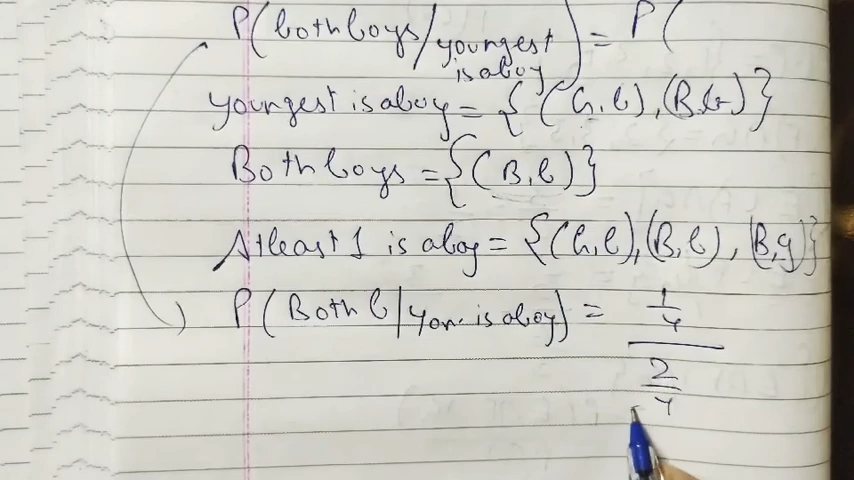 P(both boys/youngest is a boy) = P(
youngest is a boy = {(G, b), (B, b)}
Both boys = {(B, b)}
Atleast 1 is a boy = {(G, b), (B, b), (B, g)}
P(Both b | you. is a boy) = 1/4
2/4